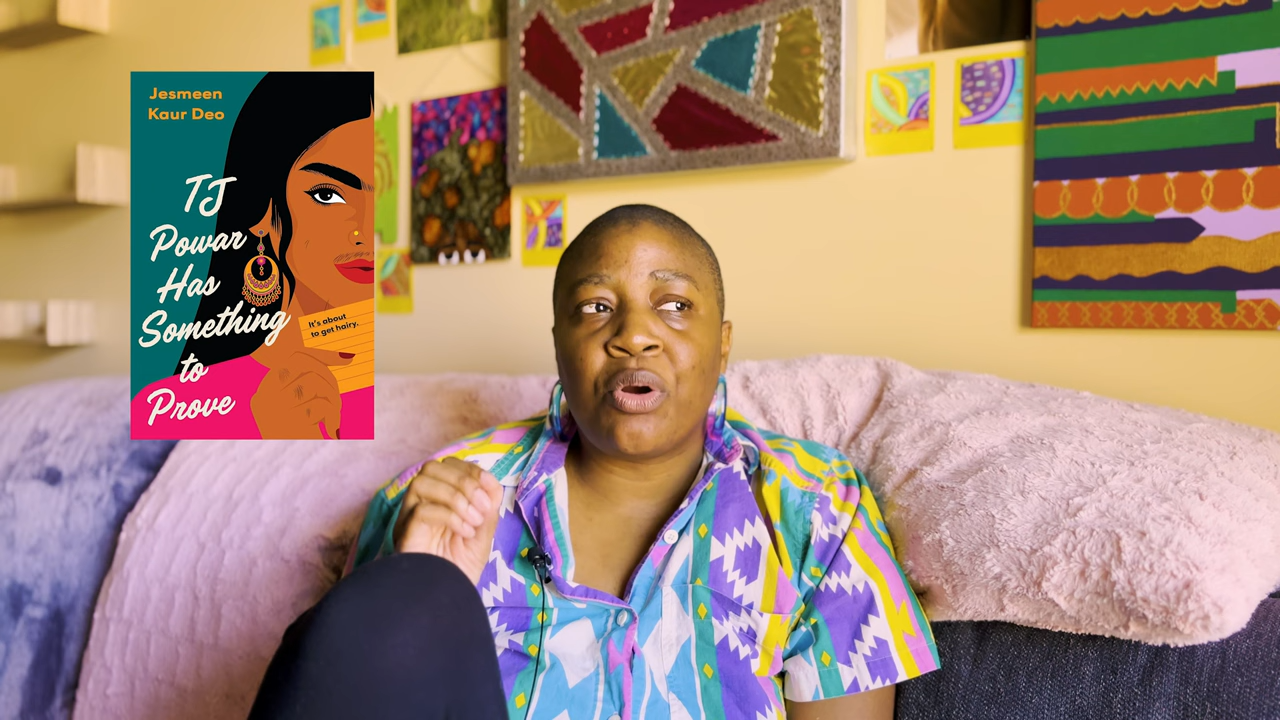 Jesmeen
Kaur Deo
TJ
Powar
Has
Something
to
Prove
It's about
to get hairy.